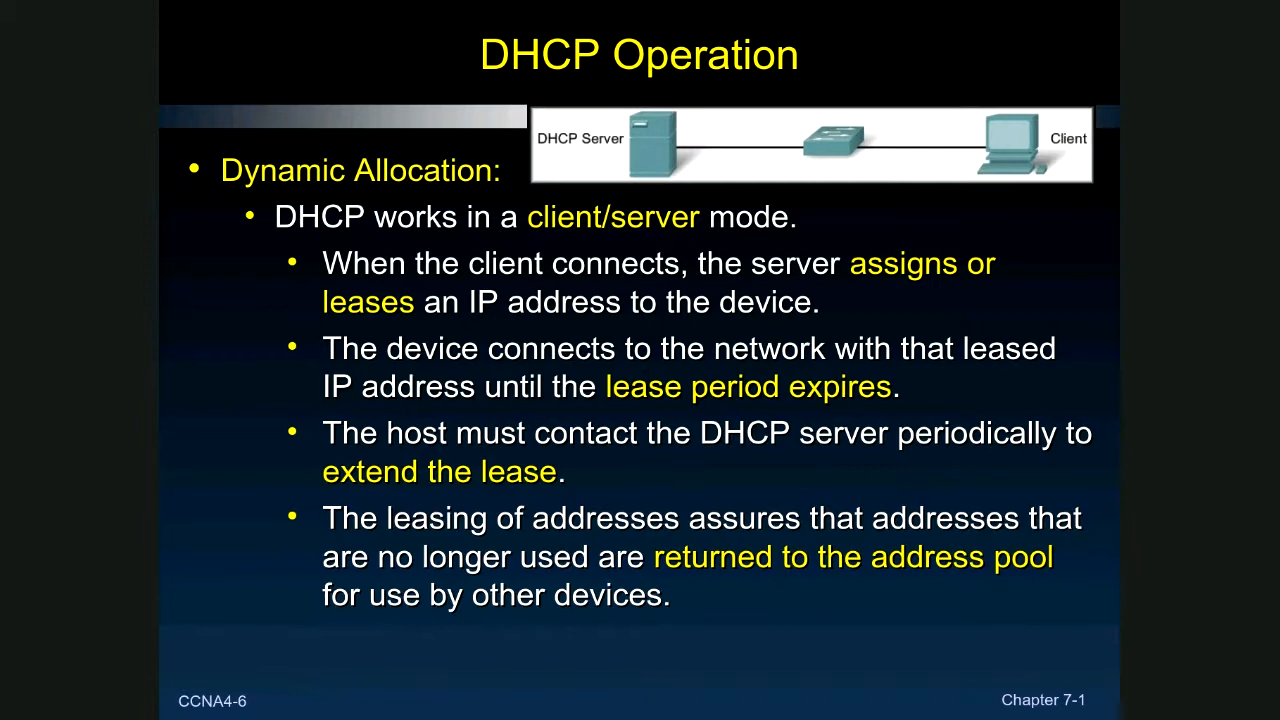 DHCP Operation
DHCP Server
Client
• Dynamic Allocation:
• DHCP works in a client/server mode.
• When the client connects, the server assigns or
leases an IP address to the device.
• The device connects to the network with that leased
IP address until the lease period expires.
• The host must contact the DHCP server periodically to
extend the lease.
• The leasing of addresses assures that addresses that
are no longer used are returned to the address pool
for use by other devices.
CCNA4-6
Chapter 7-1